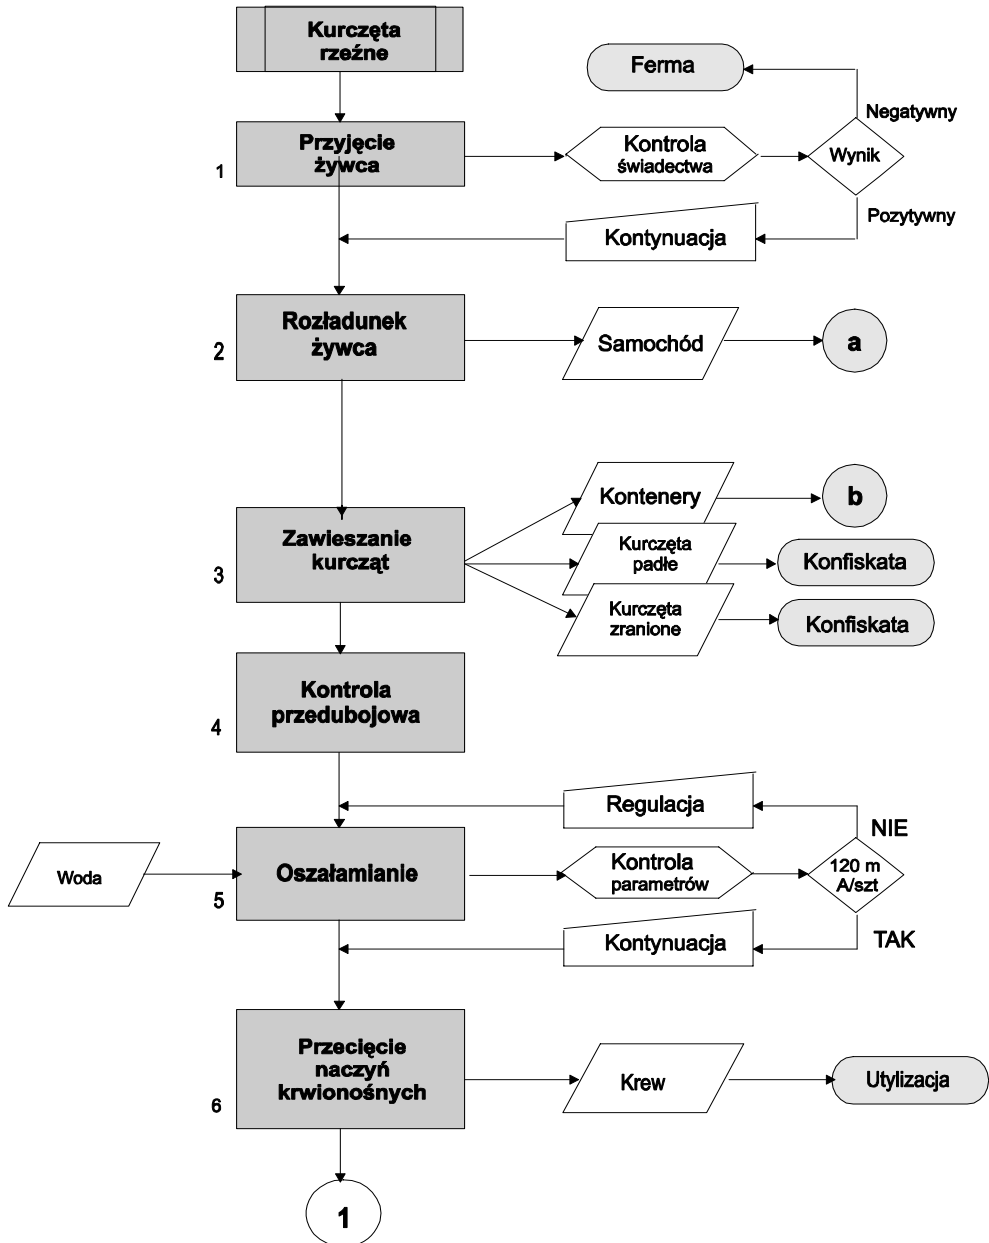 Kurczęta
rzeźne
Ferma
Negatywny
1
Przyjęcie
żywca
Kontrola
świadectwa
Wynik
Pozytywny
Kontynuacja
2
Rozładunek
żywca
Samochód
a
3
Zawieszanie
kurcząt
Kontenery
b
Kurczęta
padłe
Konfiskata
Kurczęta
zranione
Konfiskata
4
Kontrola
przedubojowa
Regulacja
NIE
Woda
5
Oszałamianie
Kontrola
parametrów
120 m
A/szt
Kontynuacja
TAK
6
Przecięcie
naczyń
krwionośnych
Krew
Utylizacja
1